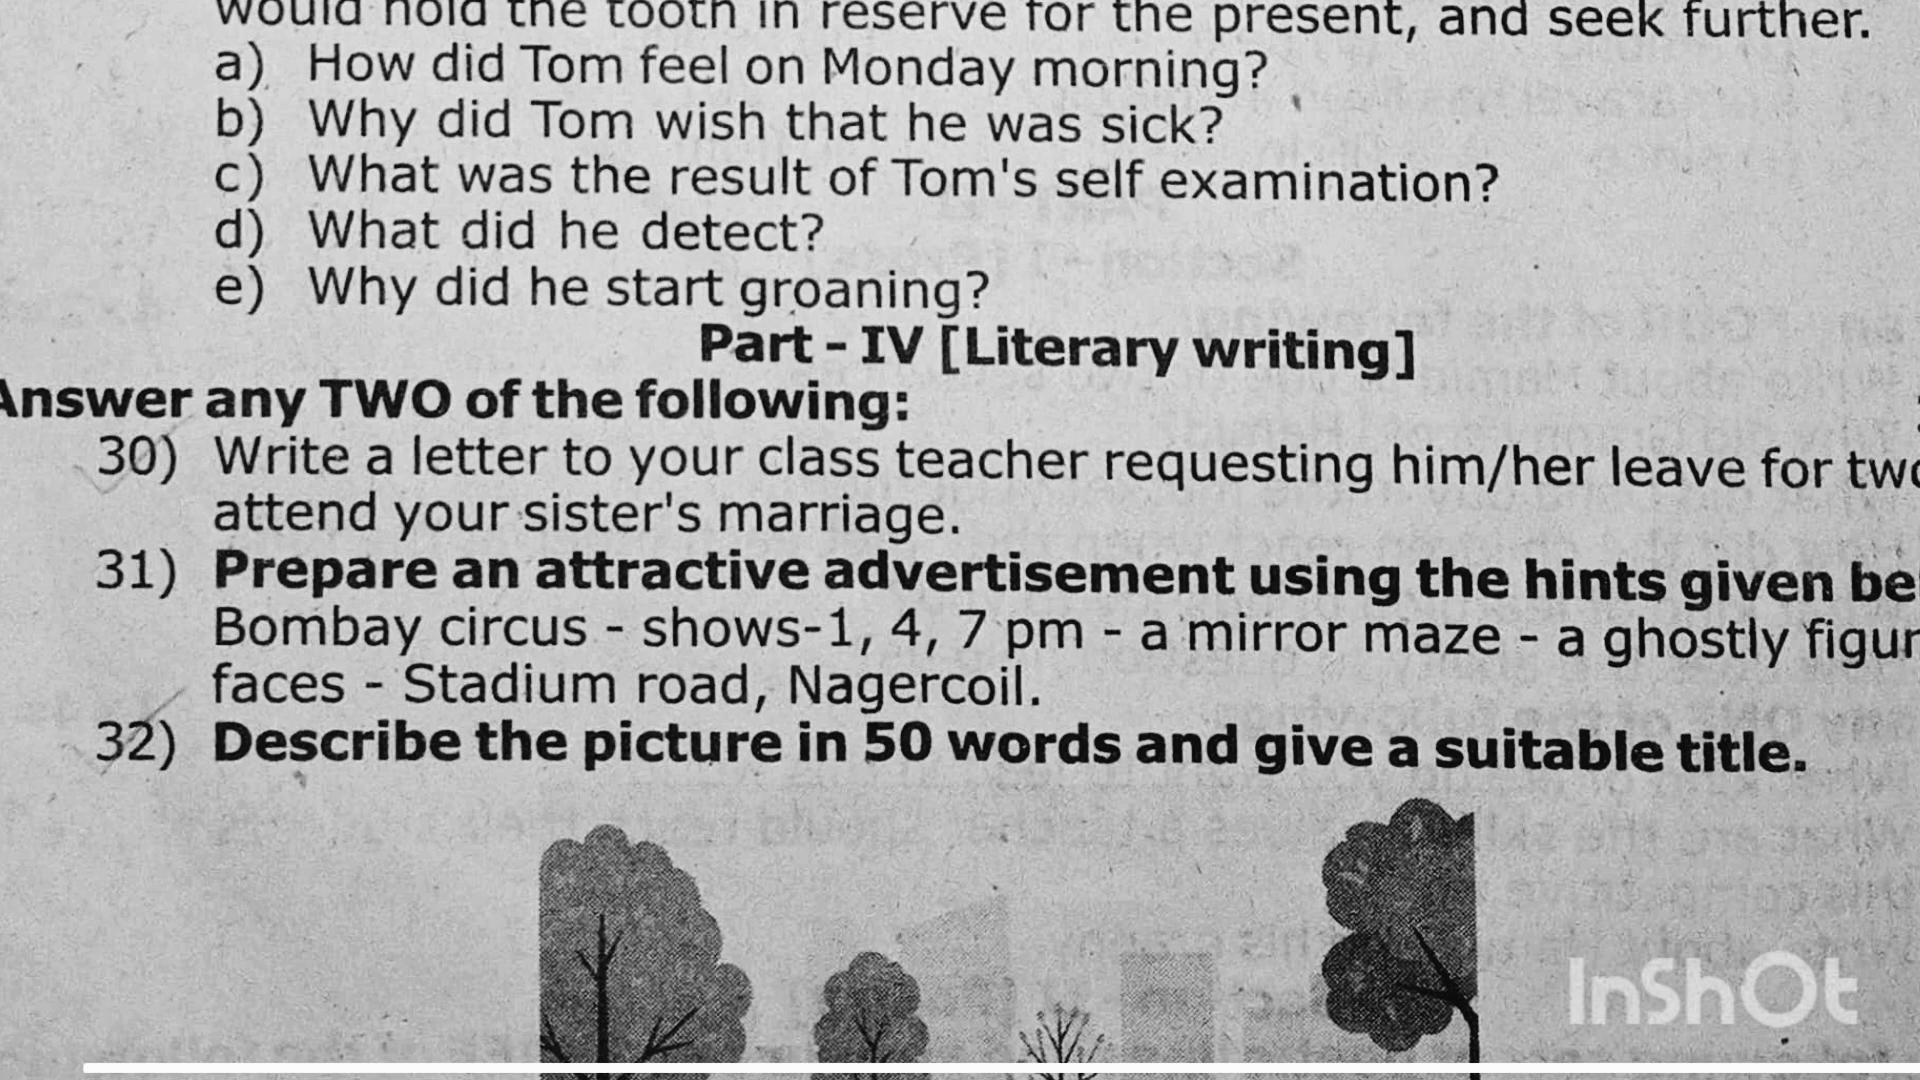 would hold the tooth in reserve for the present, and seek further.
a) How did Tom feel on Monday morning?
b) Why did Tom wish that he was sick?
c) What was the result of Tom's self examination?
d) What did he detect?
e) Why did he start groaning?
Part - IV [Literary writing]
Answer any TWO of the following:
30) Write a letter to your class teacher requesting him/her leave for
attend your sister's marriage.
31) Prepare an attractive advertisement using the hints given
Bombay circus - shows-1, 4, 7 pm - a mirror maze - a ghostly
faces - Stadium road, Nagercoil.
32) Describe the picture in 50 words and give a suitable title.
InShOt